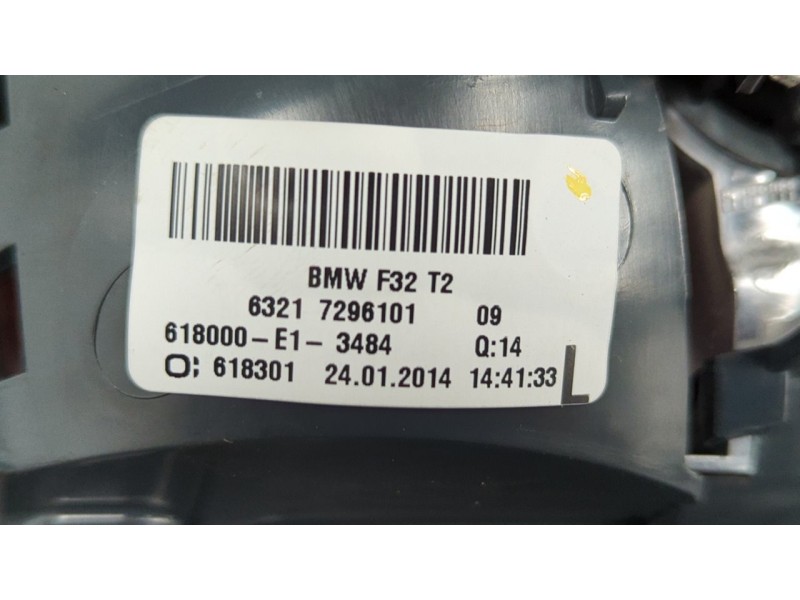 BMW F32 T2
6321 7296101 09
618000-E1- 3484 Q:14
O; 618301 24.01.2014 14:41:33 L